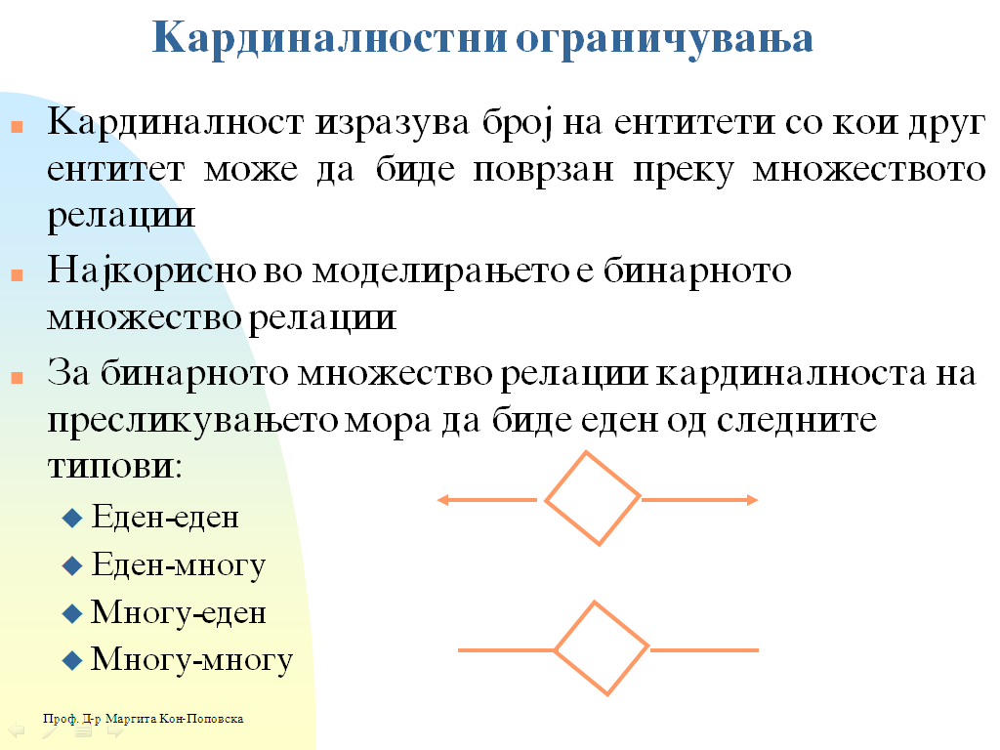 Кардиналностни ограничувања
Кардиналност изразува број на ентитети со кои друг
ентитет може да биде поврзан преку множеството
релации
Најкорисно во моделирањето е бинарното
множество релации
За бинарното множество релации кардиналноста на
пресликувањето мора да биде еден од следните
типови:
Еден-еден
Еден-многу
Многу-еден
Многу-многу
Проф. Д-р Маргита Кон-Поповска